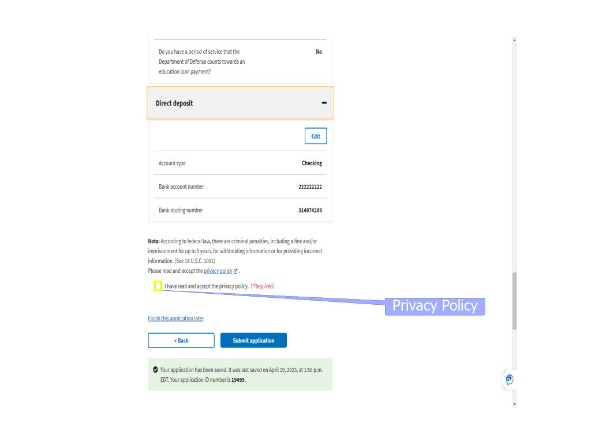 Do you have a period of service that the
Department of Defense counts towards an
education loan payment?
No
Direct deposit
Edit
Account type
Checking
Bank account number
222222222
Bank routing number
314074269
Note: According to federal law, there are criminal penalties, including a fine and/or
imprisonment for up to 5 years, for withholding information or for providing incorrect
information. (See 18 U.S.C. 1001)
Please read and accept the privacy policy.
I have read and accept the privacy policy. (*Required)
Privacy Policy
Finish this application later
« Back
Submit application
Your application has been saved. It was last saved on April 19, 2023, at 1:50 p.m.
EDT. Your application ID number is 19495.